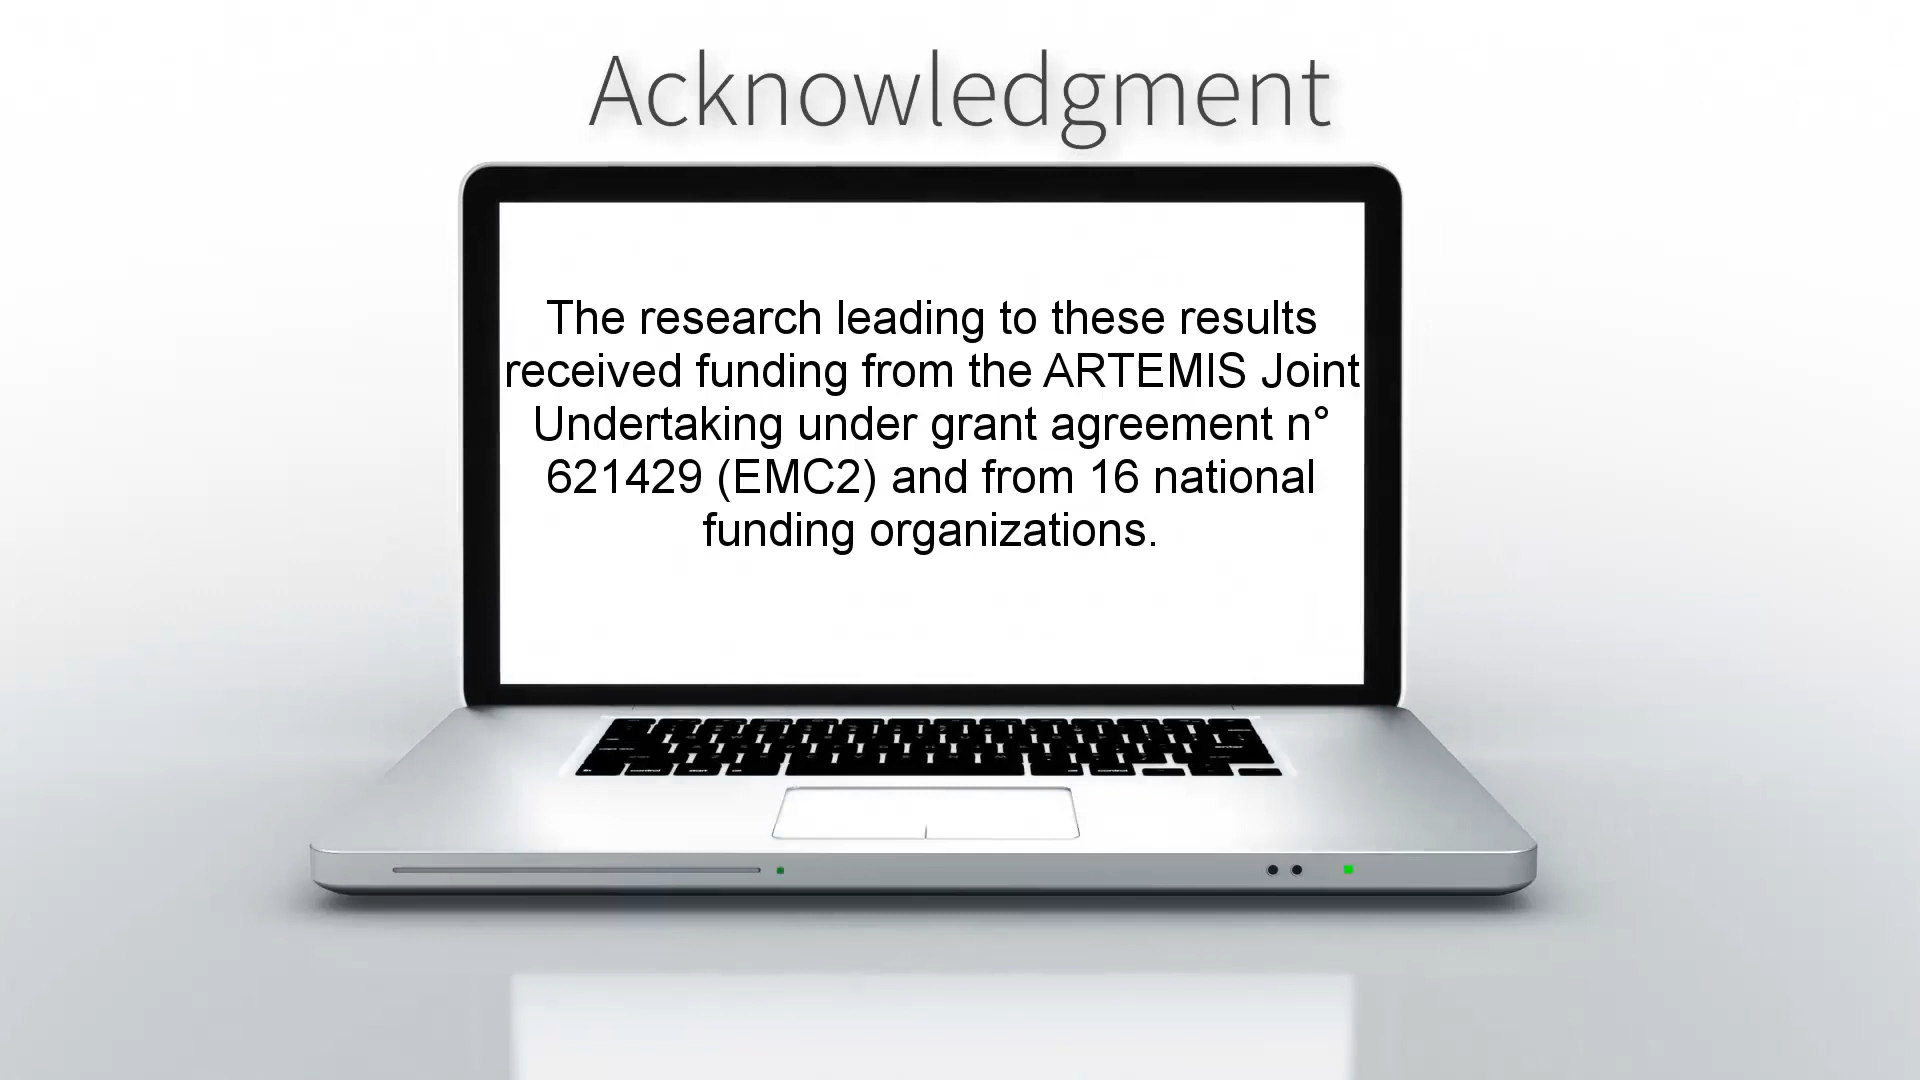 Acknowledgment
The research leading to these results
received funding from the ARTEMIS Joint
Undertaking under grant agreement n°
621429 (EMC2) and from 16 national
funding organizations.